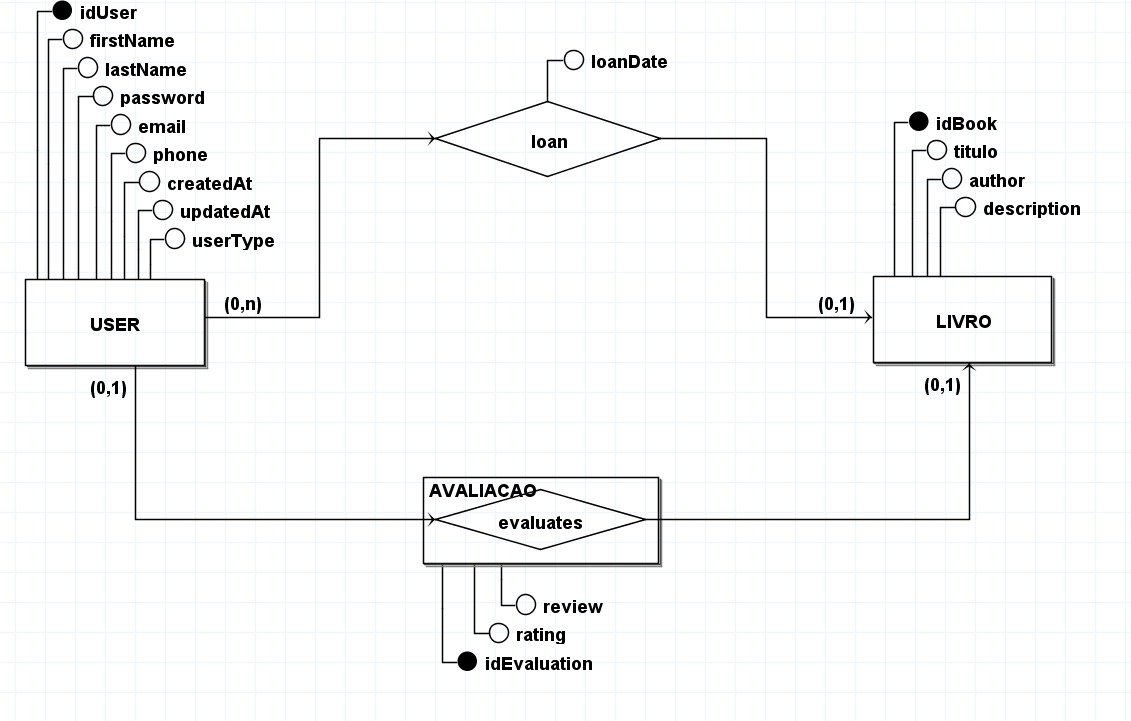 idUser
firstName
lastName
password
email
phone
createdAt
updatedAt
userType
USER
(0,n)
(0,1)
loanDate
loan
idBook
titulo
author
description
(0,1)
LIVRO
(0,1)
AVALIACAO
evaluates
review
rating
idEvaluation